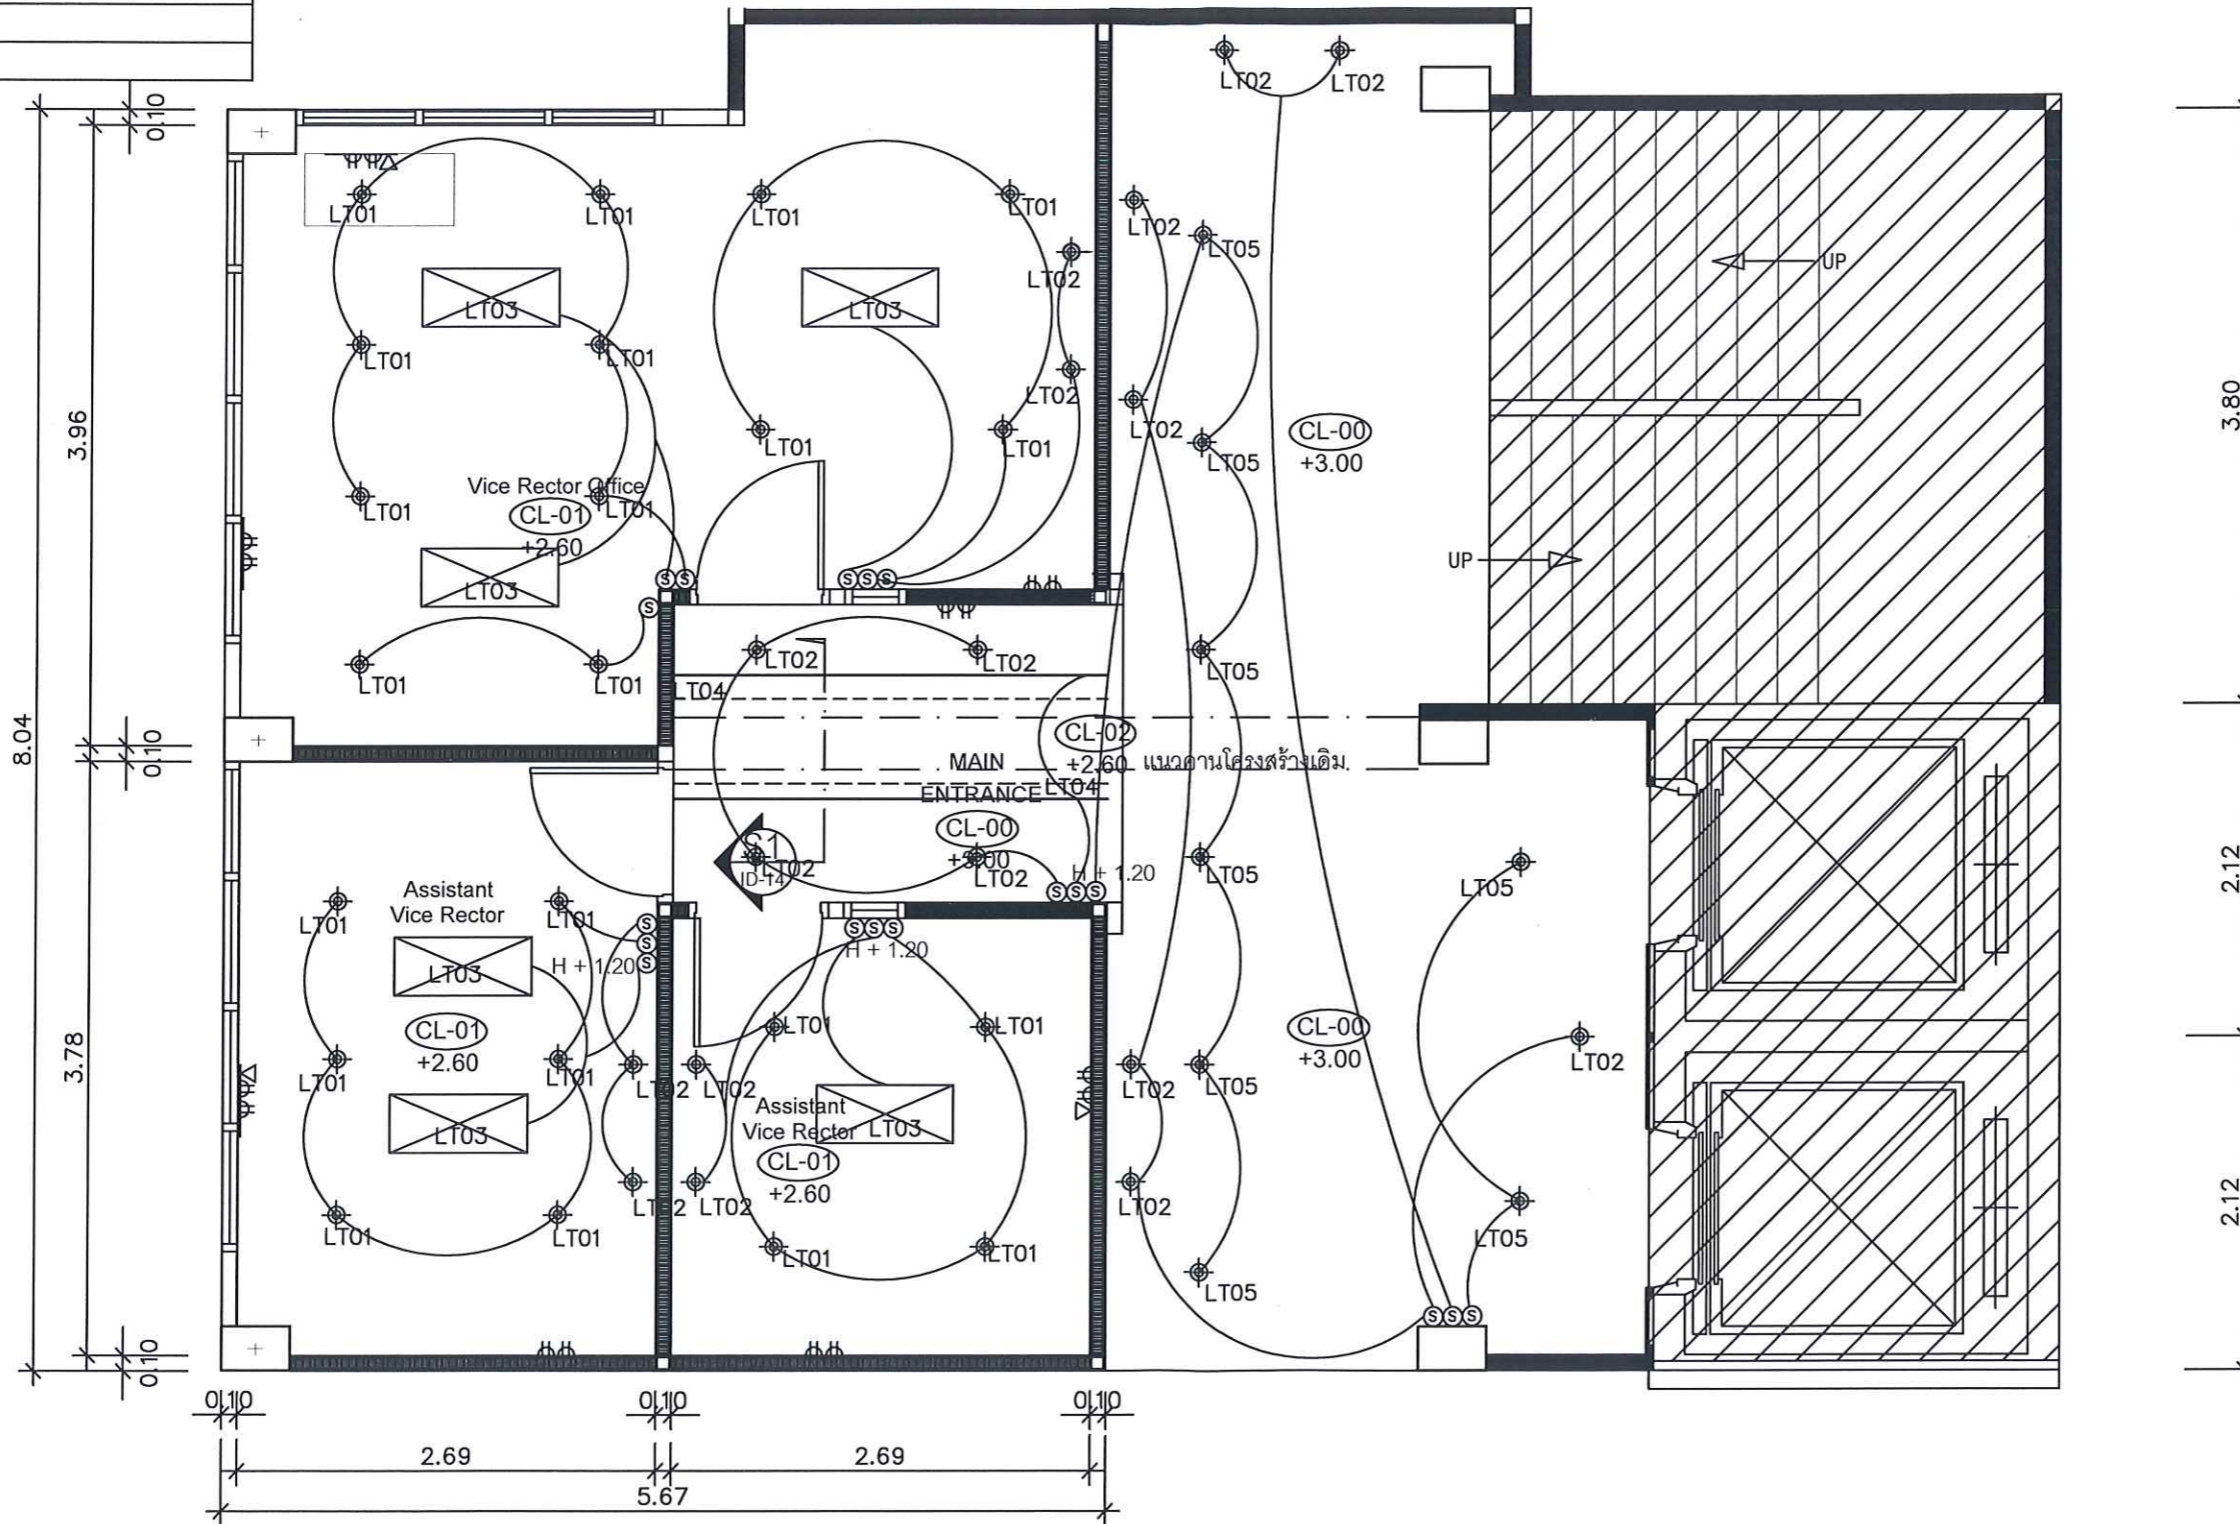 LT02
LT02
0.10
LT01
LT01
LT01
LT01
LT02
LT05
UP
LT02
LT03
LT03
LT01
LT01
LT02
3.80
3.96
LT02
CL-00
+3.00
LT01
LT01
LT05
Vice Rector Office
LT01
LT01
CL-01
+2.60
UP
S S
S S S
LT03
S
LT02
LT02
LT05
LT01
LT01
LT04
8.04
0.10
CL-02
+2.60
MAIN
ENTRANCE
แนวคานโครงสร้างเดิม
LT04
CL-00
+3.00
S1
ID-14
LT02
LT02
H + 1.20
S S S
LT05
LT05
2.12
Assistant
Vice Rector
LT01
LT01
S
S
S
H + 1.20
S S S
H + 1.20
LT03
CL-01
+2.60
LT01
LT01
CL-00
+3.00
3.78
LT01
LT01
LT02
LT02
LT02
LT05
LT02
Assistant
Vice Rector
LT03
LT03
CL-01
+2.60
LT02
LT02
LT02
2.12
LT01
LT01
LT01
LT01
LT05
LT05
S S S
0.10
0.10
0.10
0.10
2.69
2.69
5.67